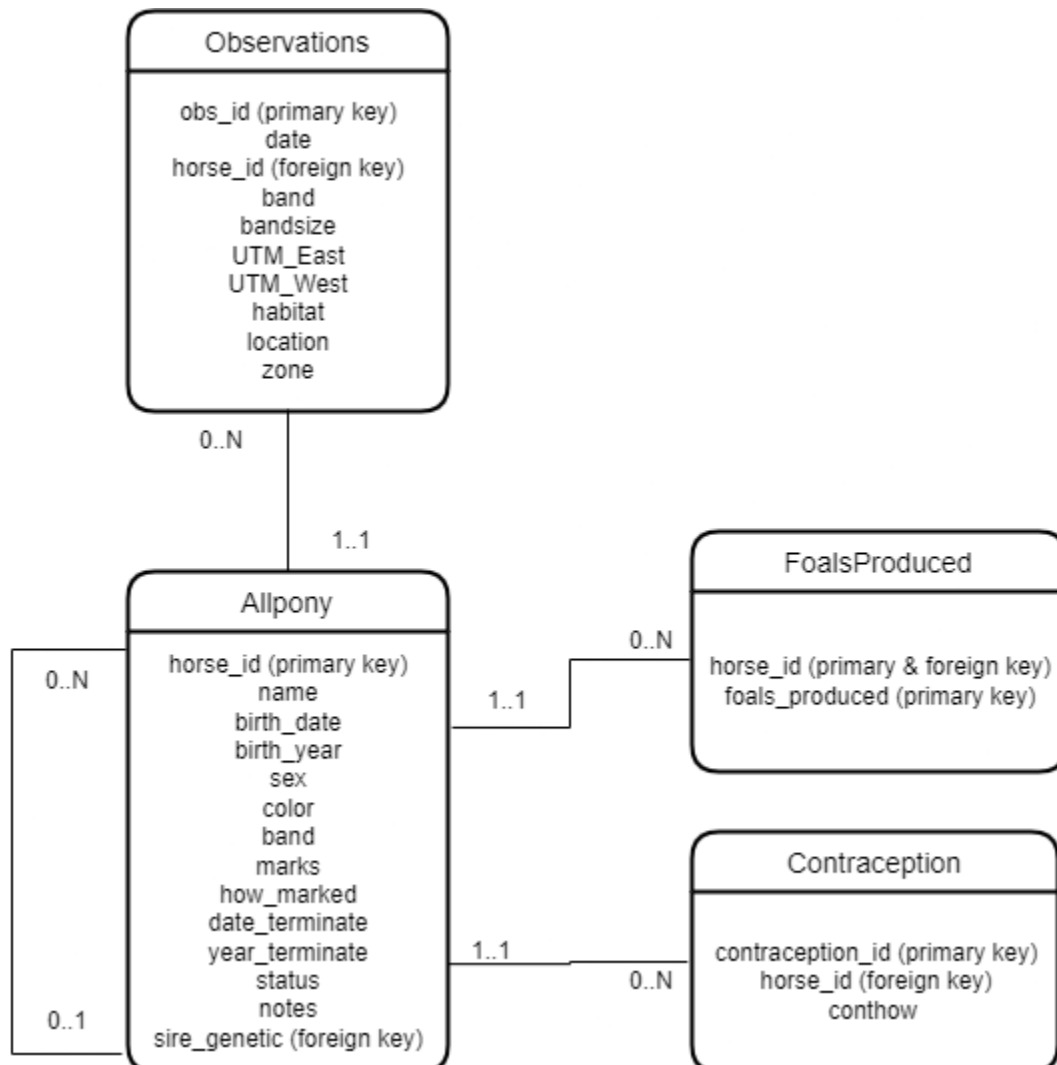 Observations
obs_id (primary key)
date
horse_id (foreign key)
band
bandsize
UTM_East
UTM_West
habitat
location
zone
0..N
1..1
Allpony
horse_id (primary key)
name
birth_date
birth_year
sex
color
band
marks
how_marked
date_terminate
year_terminate
status
notes
sire_genetic (foreign key)
0..N
0..1
1..1
0..N
FoalsProduced
horse_id (primary & foreign key)
foals_produced (primary key)
1..1
0..N
Contraception
contraception_id (primary key)
horse_id (foreign key)
conthow